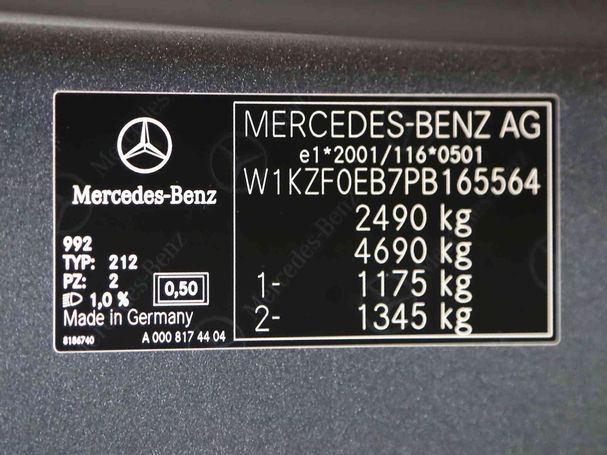 Mercedes-Benz
992
TYP: 212
PZ: 2
1,0 %
0,50
Made in Germany
8186740
A 000 817 44 04
MERCEDES-BENZ AG
e1*2001/116*0501
W1KZF0EB7PB165564
2490 kg
4690 kg
1- 1175 kg
2- 1345 kg